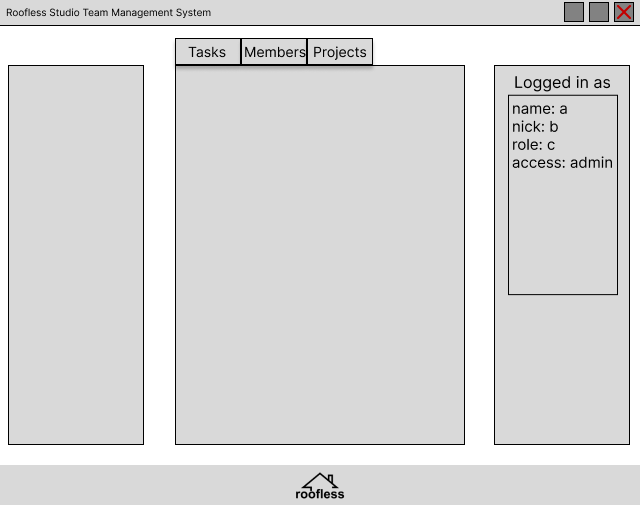 Roofless Studio Team Management System
Tasks
Members
Projects
Logged in as
name: a
nick: b
role: c
access: admin
roofless